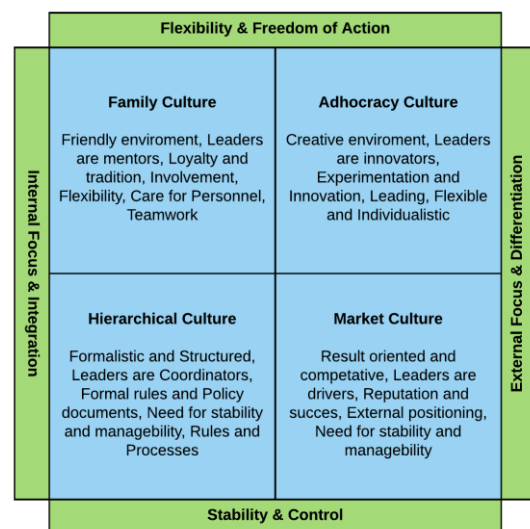 Flexibility & Freedom of Action
Internal Focus & Integration
Family Culture
Friendly enviroment, Leaders
are mentors, Loyalty and
tradition, Involvement,
Flexibility, Care for Personnel,
Teamwork
Adhocracy Culture
Creative enviroment, Leaders
are innovators,
Experimentation and
Innovation, Leading, Flexible
and Individualistic
External Focus & Differentiation
Hierarchical Culture
Formalistic and Structured,
Leaders are Coordinators,
Formal rules and Policy
documents, Need for stability
and managebility, Rules and
Processes
Market Culture
Result oriented and
competative, Leaders are
drivers, Reputation and
succes, External positioning,
Need for stability and
managebility
Stability & Control